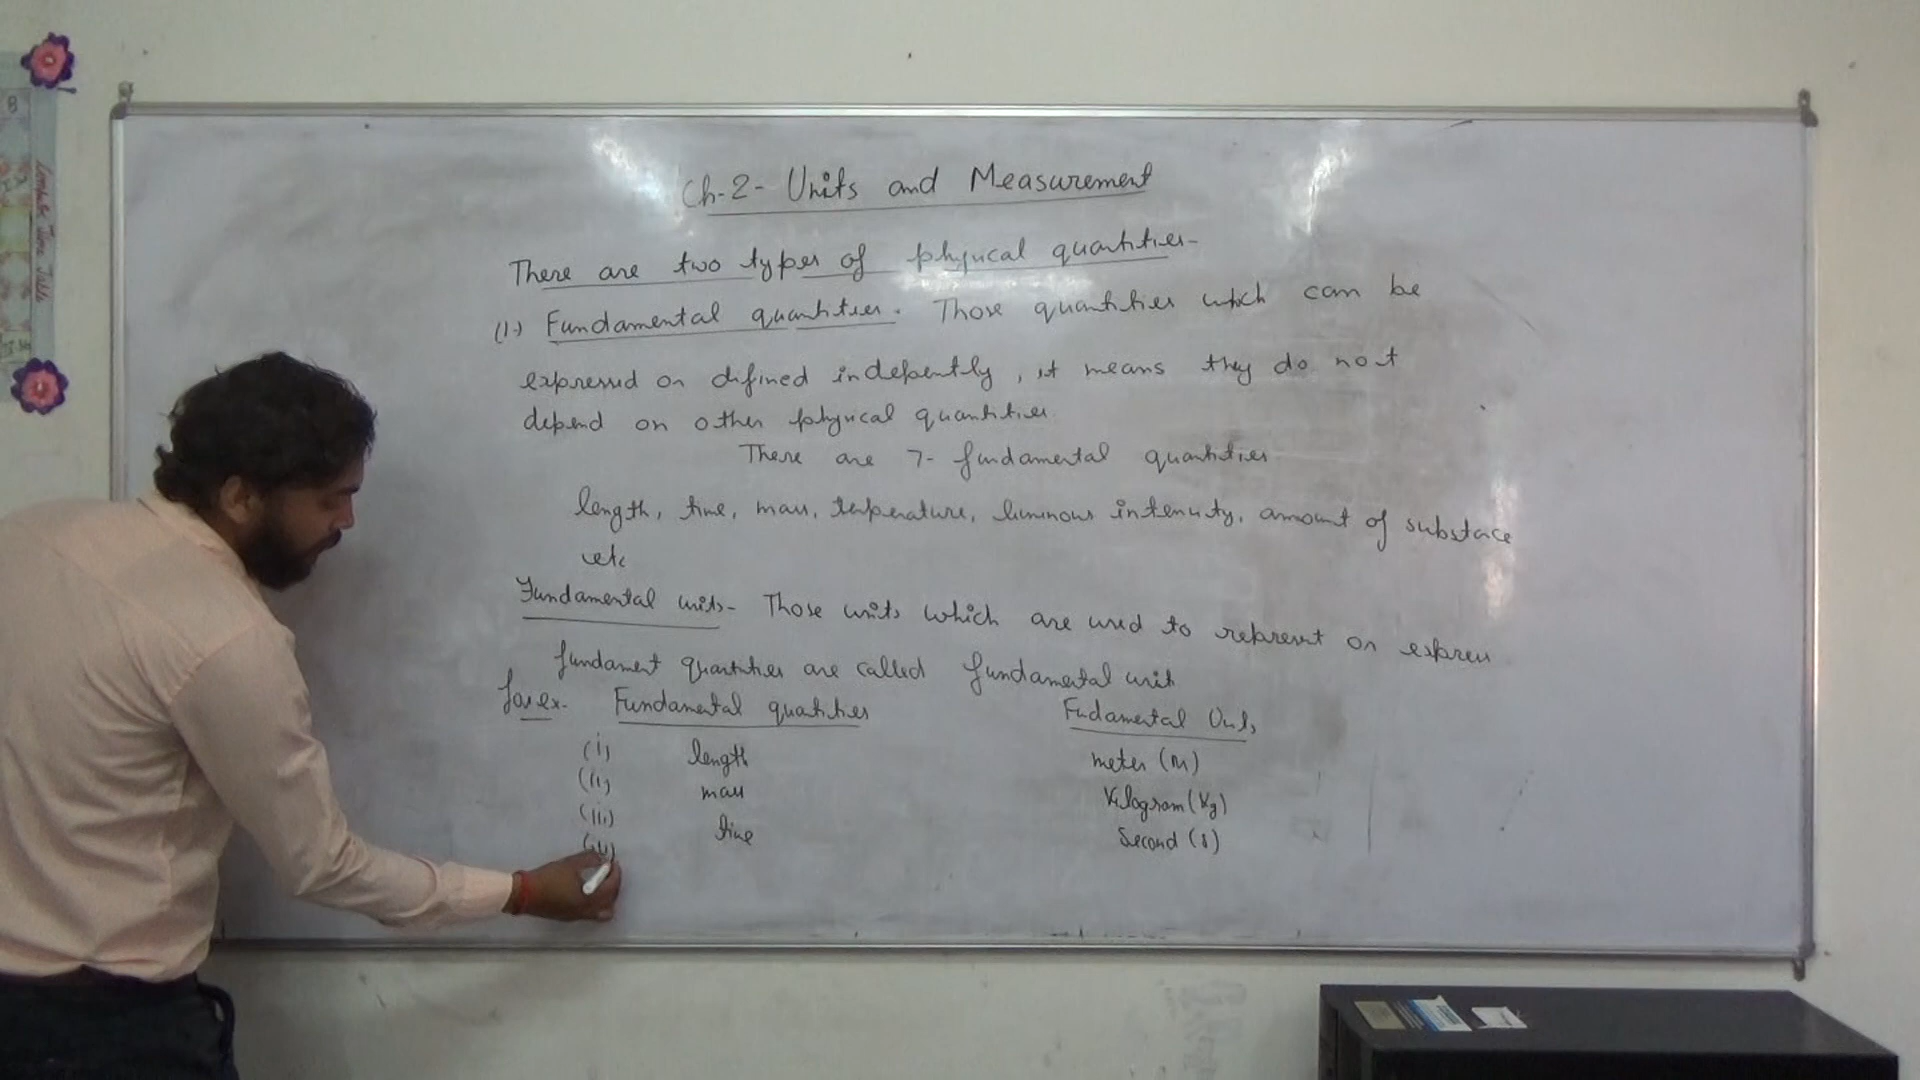 Ch-2- Units and Measurement
There are two types of physical quantities-
(1.) Fundamental quantities. Those quantities which can be
expressed or defined indepently, it means they do not
depend on other physical quantities.
There are 7- fundamental quantities
length, time, mass, temperature, luminous intensity, amount of substace
etc
Fundamental units- Those units which are used to represent or express
fundament quantities are called fundamental unit
for ex. Fundamental quantities Fudamental Units
(i) length meter (m)
(ii) mass Kilogram (Kg)
(iii) time Second (s)
(iv)